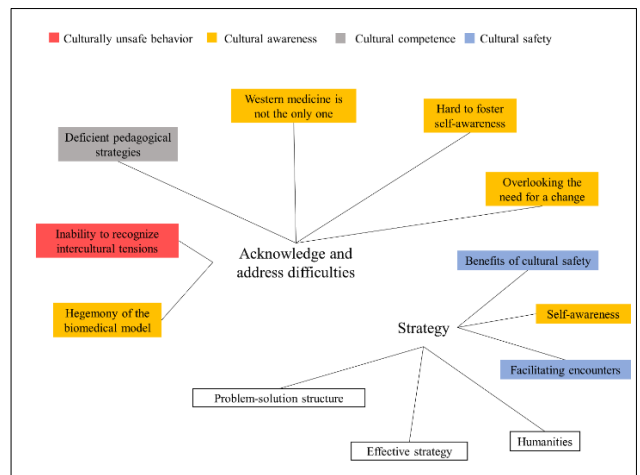 Culturally unsafe behavior
Cultural awareness
Cultural competence
Cultural safety
Western medicine is
not the only one
Hard to foster
self-awareness
Deficient pedagogical
strategies
Overlooking the
need for a change
Inability to recognize
intercultural tensions
Acknowledge and
address difficulties
Benefits of cultural safety
Hegemony of the
biomedical model
Self-awareness
Strategy
Facilitating encounters
Problem-solution structure
Humanities
Effective strategy